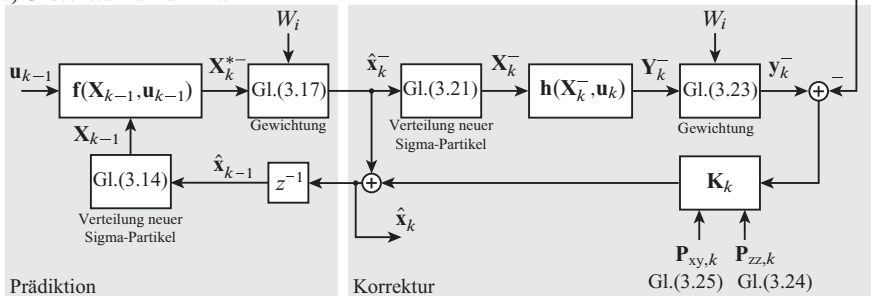 W_i
W_i
u_{k−1}
f(X_{k−1},u_{k−1})
X_k^{*−}
Gl.(3.17)
Gewichtung
x̂_k^−
Gl.(3.21)
Verteilung neuer
Sigma-Partikel
X_k^−
h(X_k^−,u_k)
Y_k^−
Gl.(3.23)
Gewichtung
y_k^−
+
−
X_{k−1}
Gl.(3.14)
Verteilung neuer
Sigma-Partikel
x̂_{k−1}
z^{−1}
+
x̂_k
K_k
P_{xy,k} P_{zz,k}
Gl.(3.25) Gl.(3.24)
Prädiktion
Korrektur